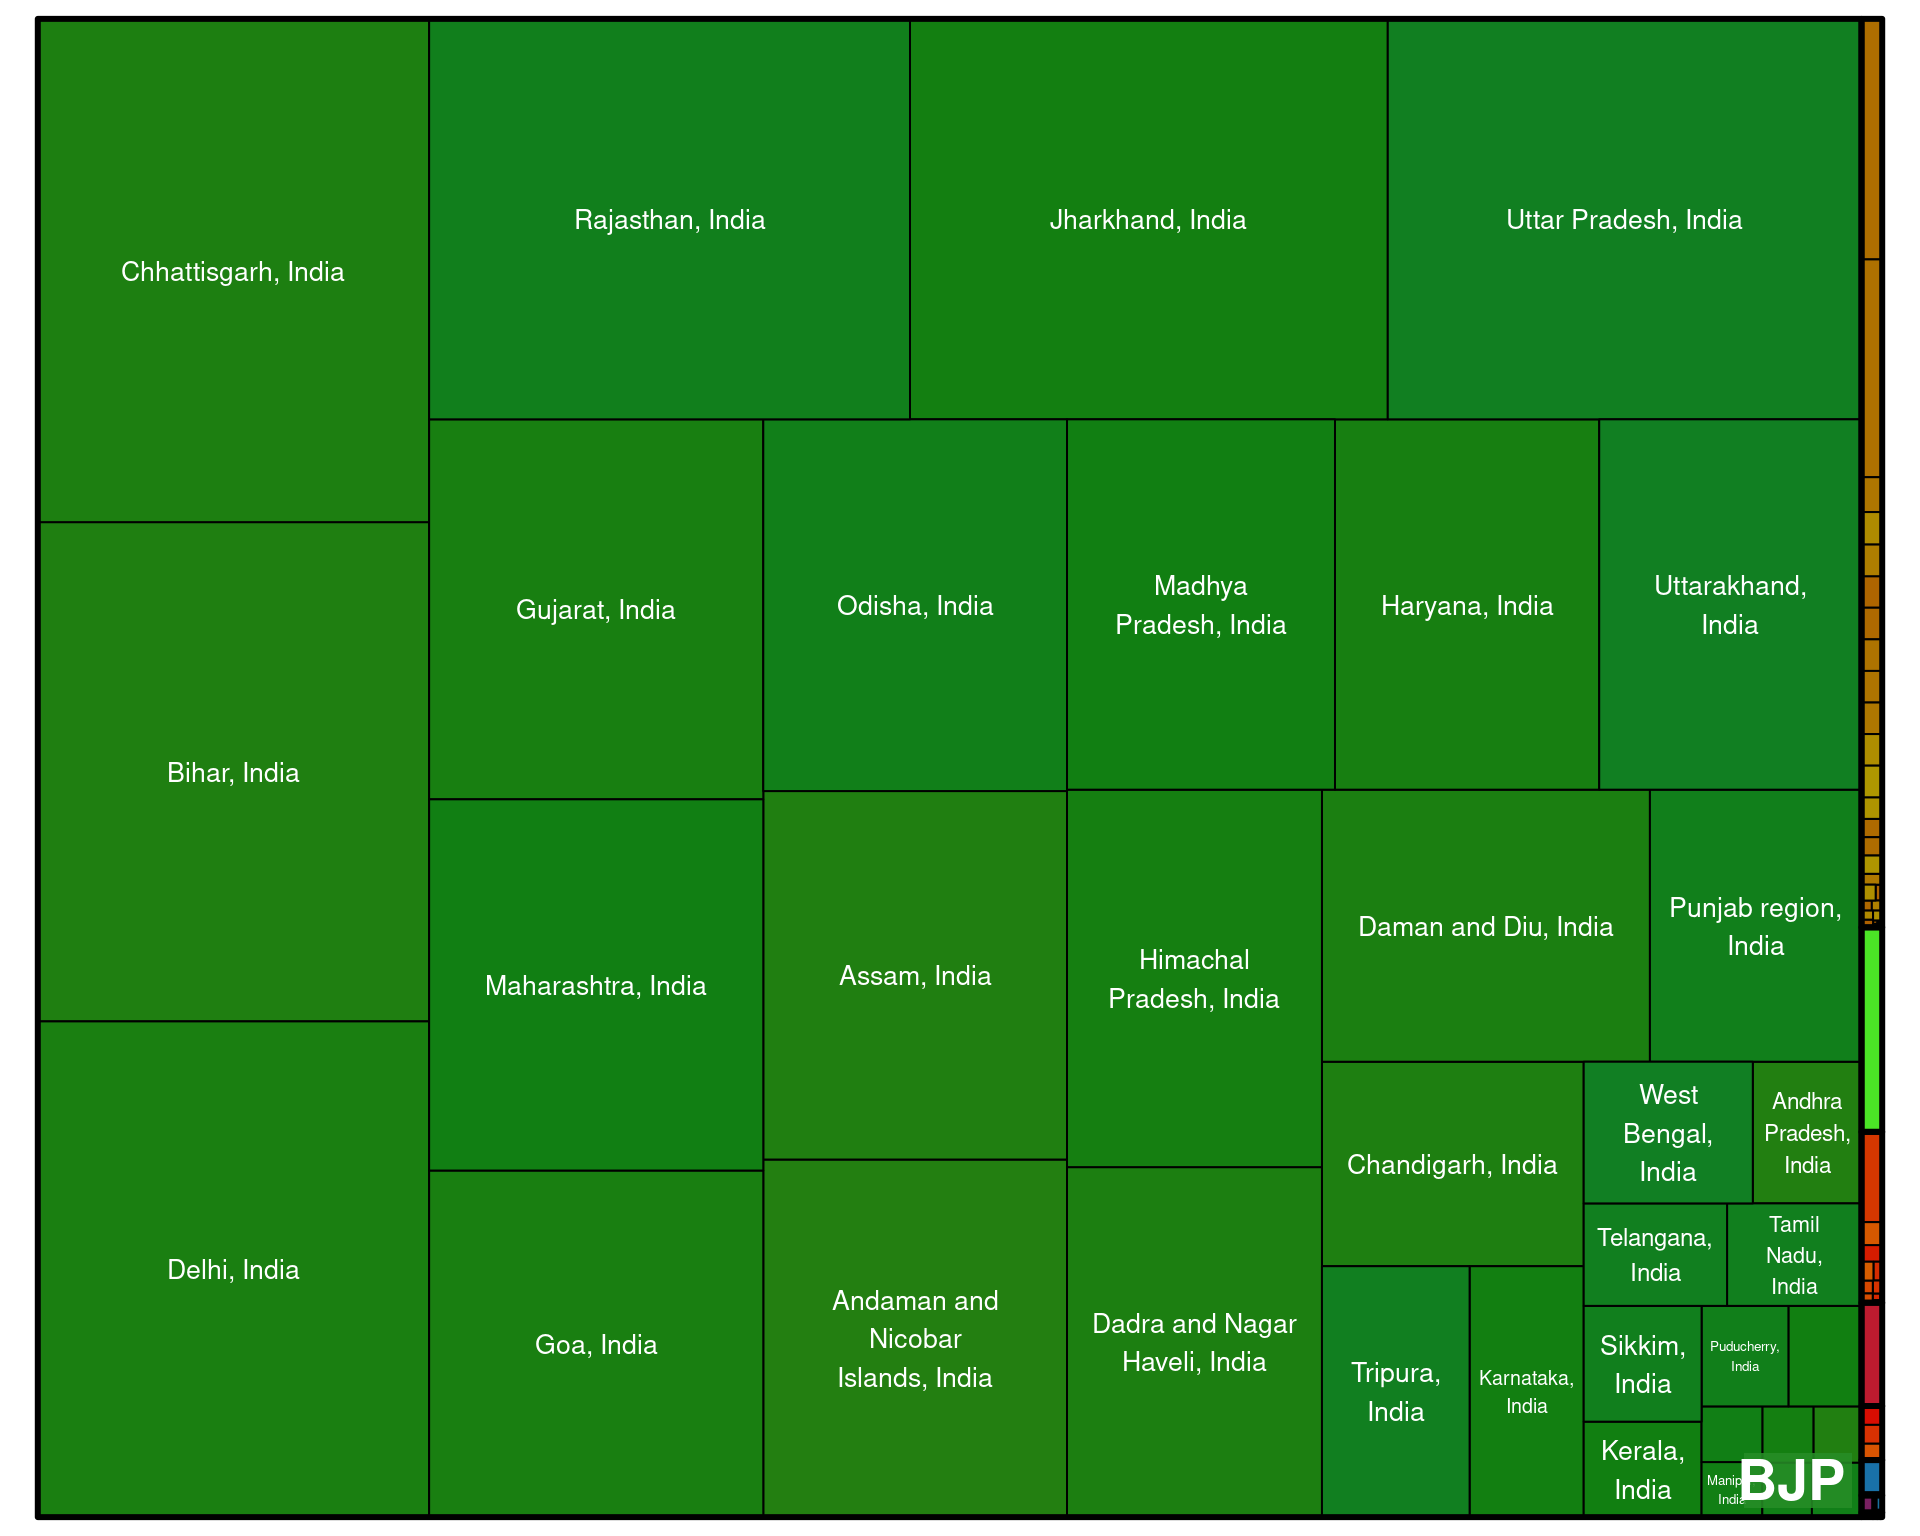 Chhattisgarh, India
Rajasthan, India
Jharkhand, India
Uttar Pradesh, India
Bihar, India
Gujarat, India
Odisha, India
Madhya
Pradesh, India
Haryana, India
Uttarakhand,
India
Delhi, India
Maharashtra, India
Assam, India
Himachal
Pradesh, India
Daman and Diu, India
Punjab region,
India
Goa, India
Andaman and
Nicobar
Islands, India
Dadra and Nagar
Haveli, India
Chandigarh, India
West
Bengal,
India
Andhra
Pradesh,
India
Telangana,
India
Tamil
Nadu,
India
Tripura,
India
Karnataka,
India
Sikkim,
India
Puducherry,
India
Kerala,
India
India
BJP